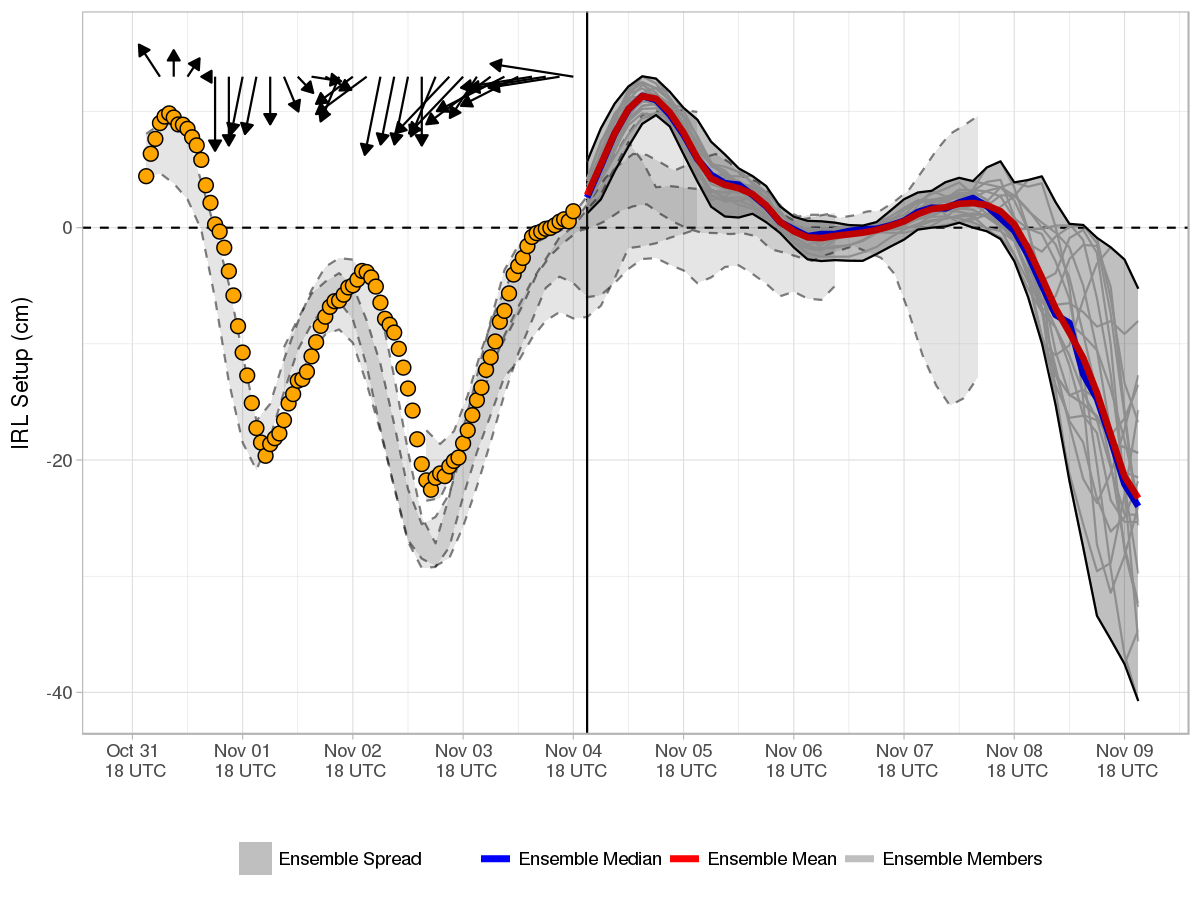 IRL Setup (cm)
0
-20
-40
Oct 31 Nov 01 Nov 02 Nov 03 Nov 04 Nov 05 Nov 06 Nov 07 Nov 08 Nov 09
18 UTC 18 UTC 18 UTC 18 UTC 18 UTC 18 UTC 18 UTC 18 UTC 18 UTC 18 UTC
Ensemble Spread Ensemble Median Ensemble Mean Ensemble Members